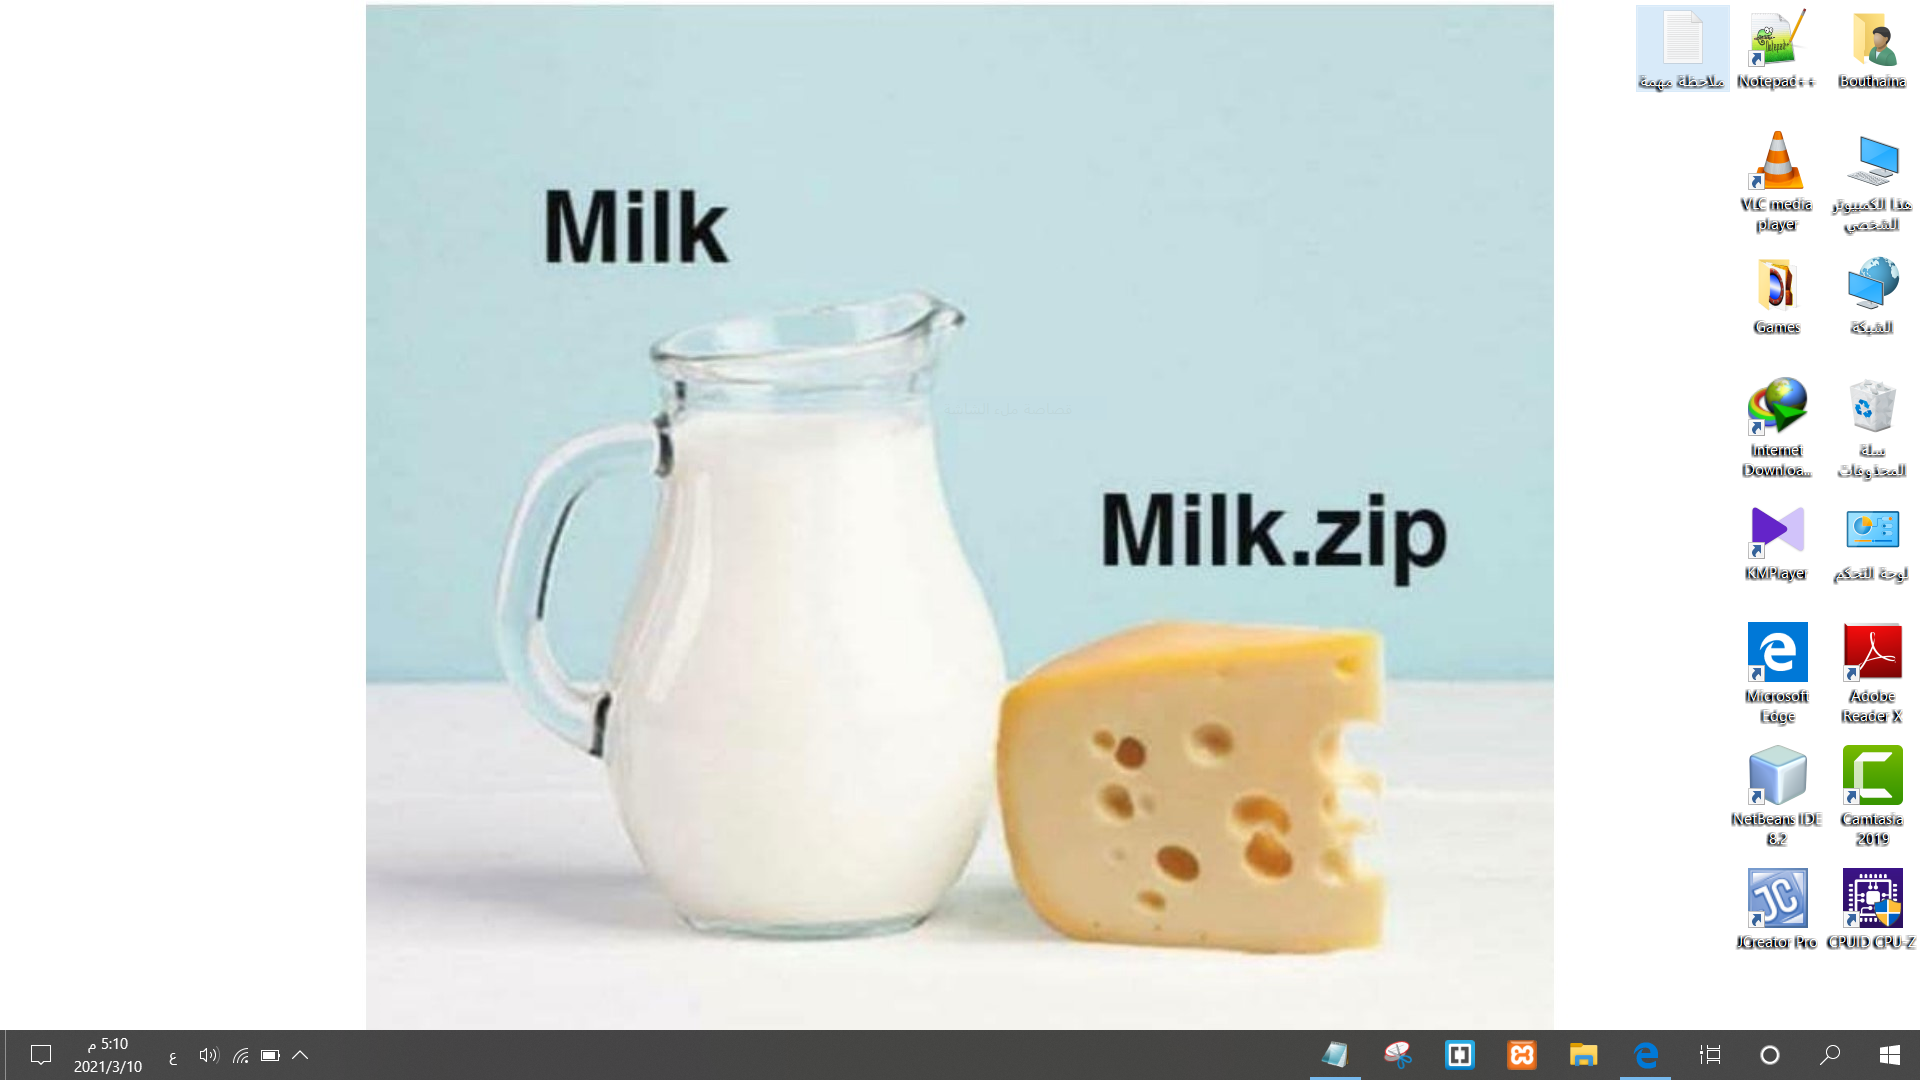 Milk
Milk.zip
Bouthaina
هذا الكمبيوتر
الشخصي
الشبكة
سلة
المحذوفات
لوحة التحكم
Adobe
Reader X
Camtasia
2019
CPUID CPU-Z
Notepad++
VLC media
player
Games
Internet
Downloa...
KMPlayer
Microsoft
Edge
NetBeans IDE
8.2
JCreator Pro
ملاحظة مهمة
ع
5:10 م
2021/3/10